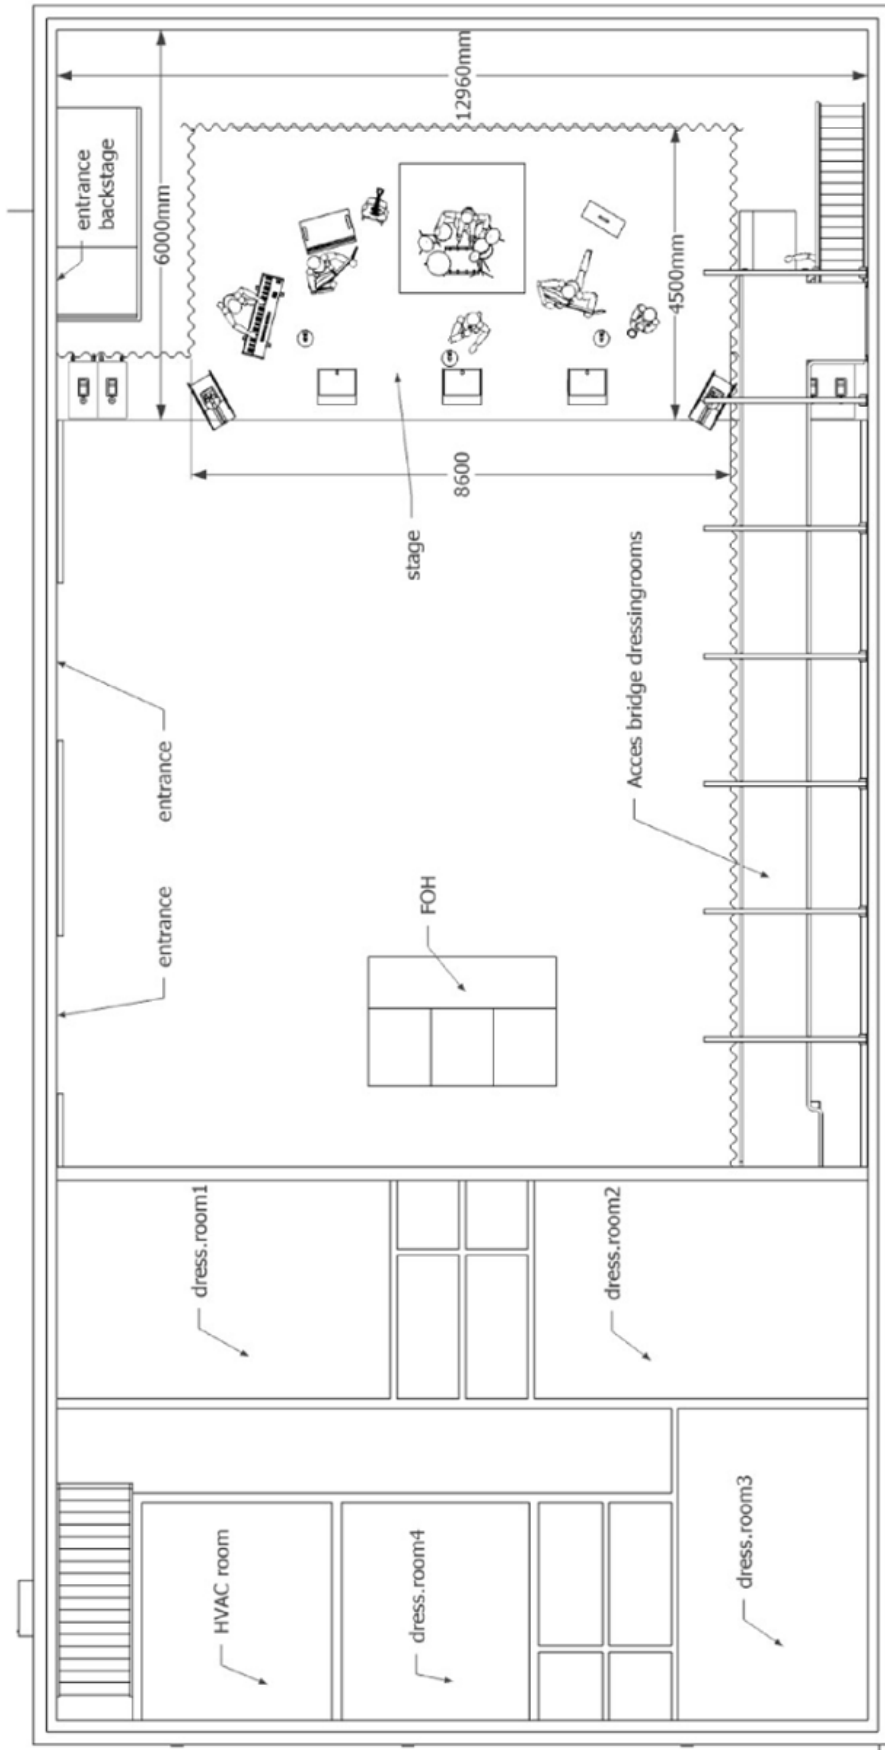 entrance
backstage
12960mm
6000mm
4500mm
8600
stage
entrance
Acces bridge dressingrooms
entrance
FOH
dress.room1
dress.room2
HVAC room
dress.room4
dress.room3